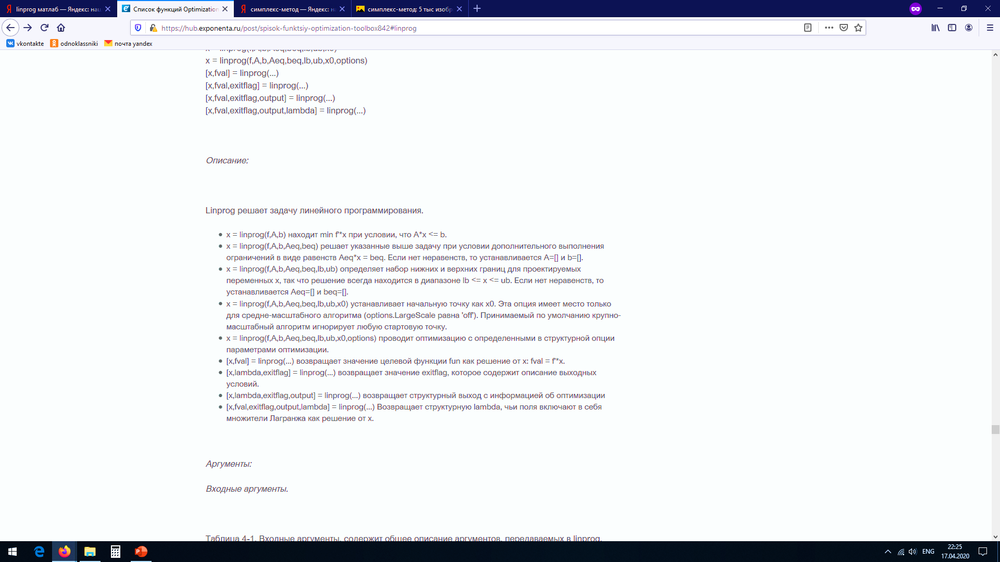 linprog матлаб — Яндекс: наш
Список функций Optimization
симплекс-метод — Яндекс: н
симплекс-метод: 5 тыс изобр
https://hub.exponenta.ru/post/spisok-funktsiy-optimization-toolbox842#linprog
vkontakte
odnoklassniki
почта yandex
x = linprog(f,A,b,Aeq,beq,lb,ub,x0)
x = linprog(f,A,b,Aeq,beq,lb,ub,x0,options)
[x,fval] = linprog(...)
[x,fval,exitflag] = linprog(...)
[x,fval,exitflag,output] = linprog(...)
[x,fval,exitflag,output,lambda] = linprog(...)
Описание:
Linprog решает задачу линейного программирования.
x = linprog(f,A,b) находит min f'*x при условии, что A*x <= b.
x = linprog(f,A,b,Aeq,beq) решает указанные выше задачу при условии дополнительного выполнения
ограничений в виде равенств Aeq*x = beq. Если нет неравенств, то устанавливается A=[] и b=[].
x = linprog(f,A,b,Aeq,beq,lb,ub) определяет набор нижних и верхних границ для проектируемых
переменных x, так что решение всегда находится в диапазоне lb <= x <= ub. Если нет неравенств, то
устанавливается Aeq=[] и beq=[].
x = linprog(f,A,b,Aeq,beq,lb,ub,x0) устанавливает начальную точку как x0. Эта опция имеет место только
для средне-масштабного алгоритма (options.LargeScale равна 'off'). Принимаемый по умолчанию крупно-
масштабный алгоритм игнорирует любую стартовую точку.
x = linprog(f,A,b,Aeq,beq,lb,ub,x0,options) проводит оптимизацию с определенными в структурной опции
параметрами оптимизации.
[x,fval] = linprog(...) возвращает значение целевой функции fun как решение от x: fval = f'*x.
[x,lambda,exitflag] = linprog(...) возвращает значение exitflag, которое содержит описание выходных
условий.
[x,lambda,exitflag,output] = linprog(...) возвращает структурный выход с информацией об оптимизации
[x,fval,exitflag,output,lambda] = linprog(...) Возвращает структурную lambda, чьи поля включают в себя
множители Лагранжа как решение от x.
Аргументы:
Входные аргументы.
Таблица 4-1. Входные аргументы, содержит общее описание аргументов, передаваемых в linprog.
ENG
22:25
17.04.2020